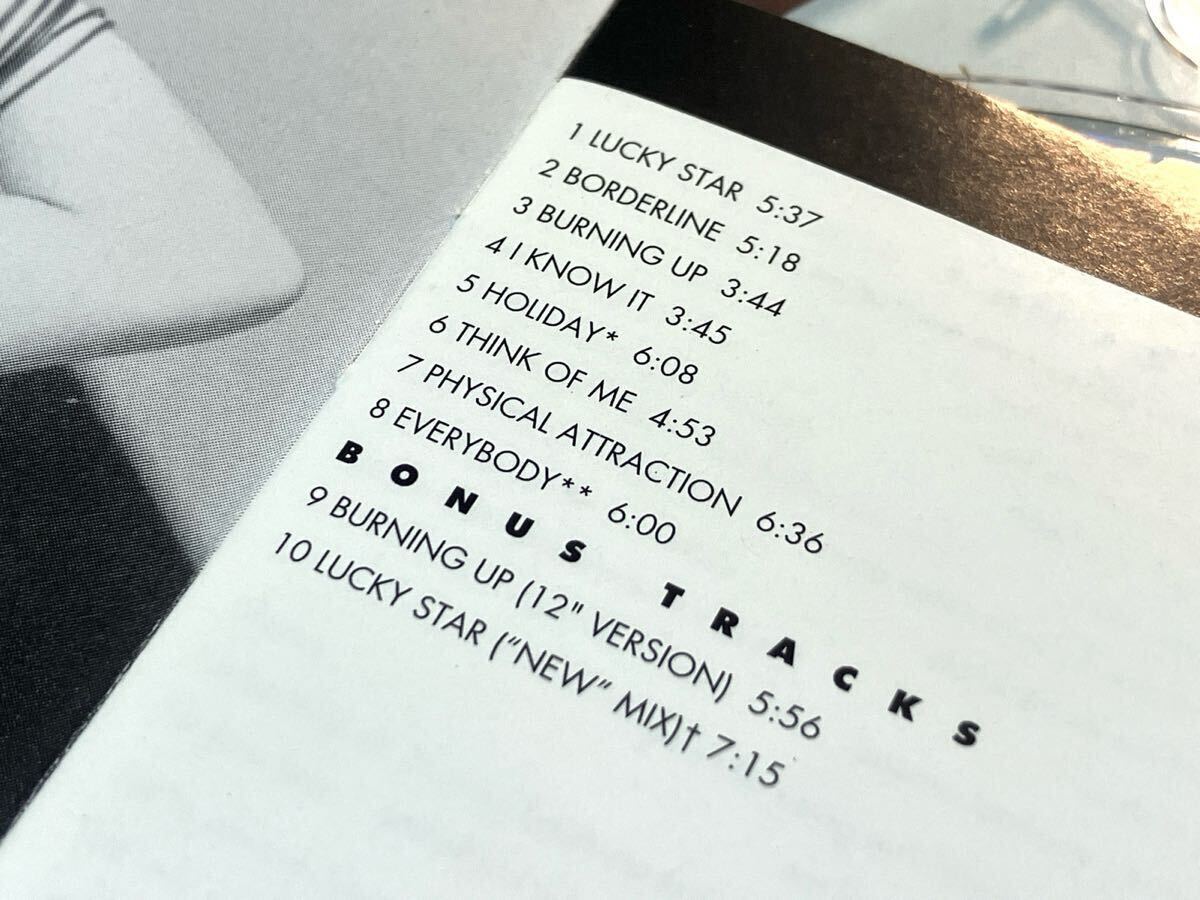 1 LUCKY STAR 5:37
2 BORDERLINE 5:18
3 BURNING UP 3:44
4 I KNOW IT 3:45
5 HOLIDAY* 6:08
6 THINK OF ME 4:53
7 PHYSICAL ATTRACTION 6:36
8 EVERYBODY** 6:00
BONUS TRACKS
9 BURNING UP (12" VERSION) 5:56
10 LUCKY STAR (“NEW” MIX)† 7:15